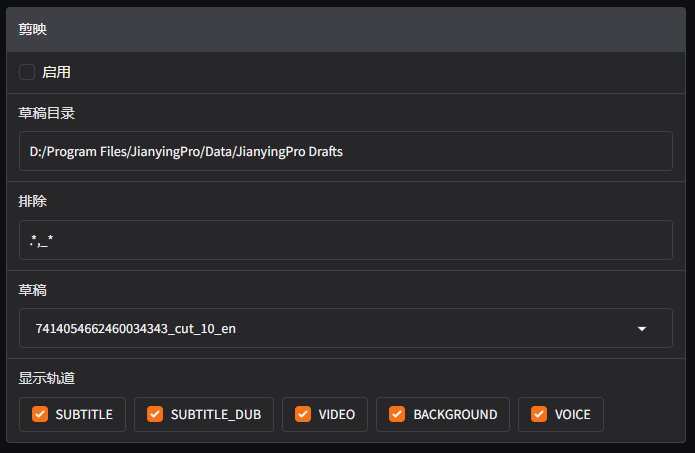 剪映
启用
草稿目录
D:/Program Files/JianyingPro/Data/JianyingPro Drafts
排除
.*,_*
草稿
7414054662460034343_cut_10_en
显示轨道
SUBTITLE SUBTITLE_DUB VIDEO BACKGROUND VOICE